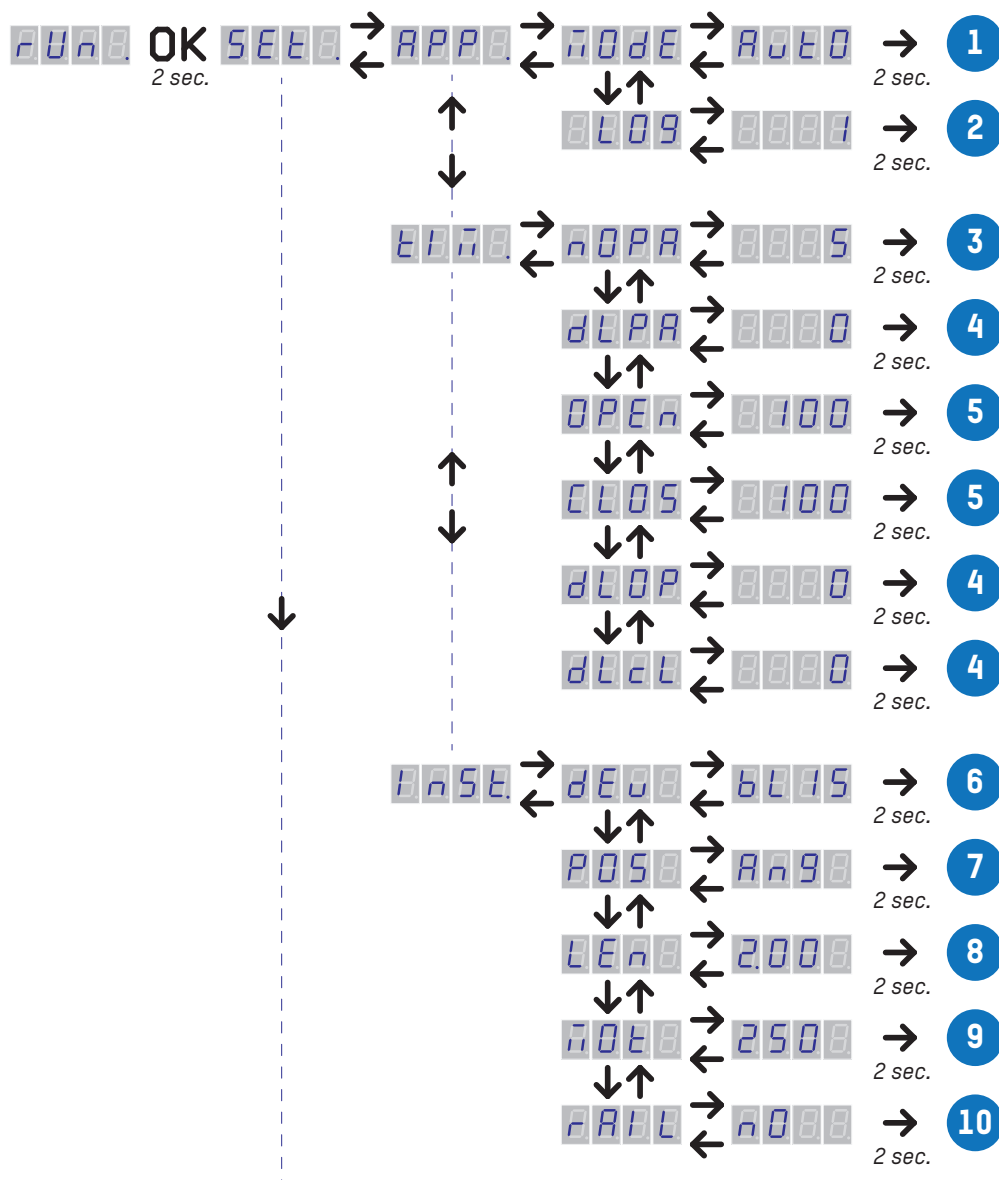 rUn. OK SEt. APP. mOdE AutO 1
2 sec. 2 sec.
LOg 1 2
2 sec.
tIm. nOPA 5 3
2 sec.
dLPA 0 4
2 sec.
OPEn 100 5
2 sec.
CLOS 100 5
2 sec.
dLOP 0 4
2 sec.
dLcL 0 4
2 sec.
InSt. dEv bLIS 6
2 sec.
POS Ang 7
2 sec.
LEn 2.00 8
2 sec.
mOt 250 9
2 sec.
rAIL nO 10
2 sec.